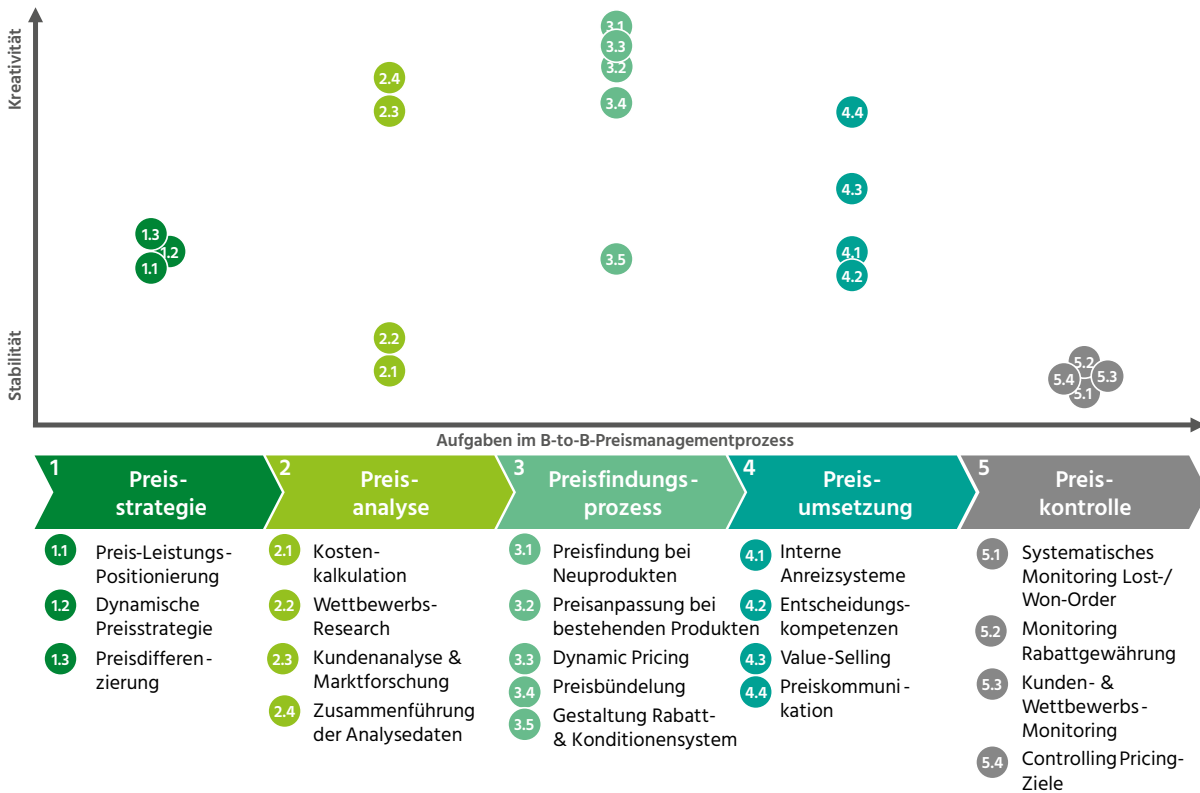 Kreativität
Stabilität
3.1
3.3
3.2
3.4
2.4
2.3
4.4
4.3
1.3
1.2
1.1
3.5
4.1
4.2
2.2
2.1
5.2
5.4
5.3
5.1
Aufgaben im B-to-B-Preismanagementprozess
1
Preis-
strategie
2
Preis-
analyse
3
Preisfindungs-
prozess
4
Preis-
umsetzung
5
Preis-
kontrolle
1.1 Preis-Leistungs-
Positionierung
1.2 Dynamische
Preisstrategie
1.3 Preisdifferen-
zierung
2.1 Kosten-
kalkulation
2.2 Wettbewerbs-
Research
2.3 Kundenanalyse &
Marktforschung
2.4 Zusammenführung
der Analysedaten
3.1 Preisfindung bei
Neuprodukten
3.2 Preisanpassung bei
bestehenden Produkten
3.3 Dynamic Pricing
3.4 Preisbündelung
3.5 Gestaltung Rabatt-
& Konditionensystem
4.1 Interne
Anreizsysteme
4.2 Entscheidungs-
kompetenzen
4.3 Value-Selling
4.4 Preiskommuni-
kation
5.1 Systematisches
Monitoring Lost-/
Won-Order
5.2 Monitoring
Rabattgewährung
5.3 Kunden- &
Wettbewerbs-
Monitoring
5.4 Controlling Pricing-
Ziele